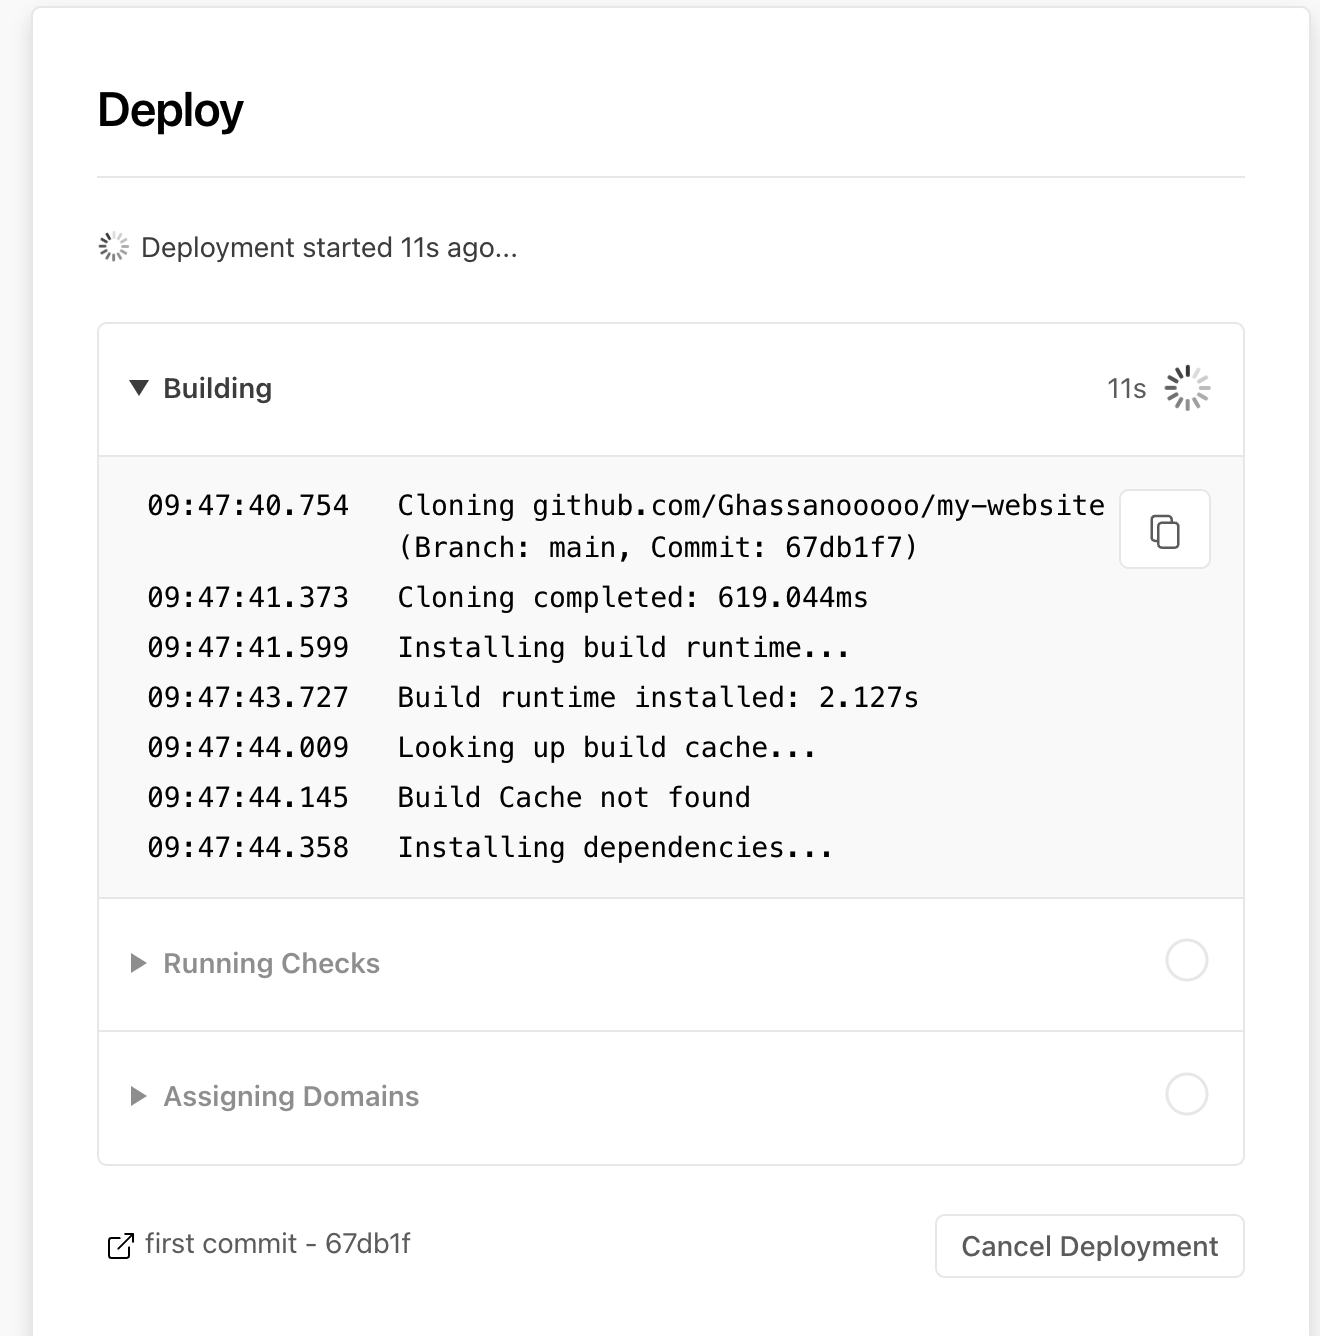 Deploy
Deployment started 11s ago...
Building
11s
09:47:40.754 Cloning github.com/Ghassanooooo/my-website
(Branch: main, Commit: 67db1f7)
09:47:41.373 Cloning completed: 619.044ms
09:47:41.599 Installing build runtime...
09:47:43.727 Build runtime installed: 2.127s
09:47:44.009 Looking up build cache...
09:47:44.145 Build Cache not found
09:47:44.358 Installing dependencies...
Running Checks
Assigning Domains
first commit - 67db1f
Cancel Deployment